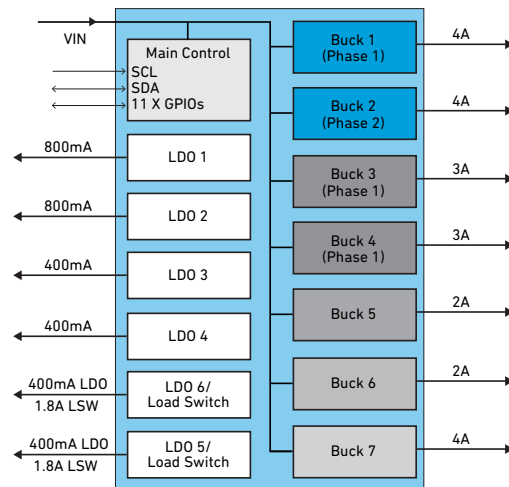 VIN
Main Control
SCL
SDA
11 X GPIOs
800mA
LDO 1
800mA
LDO 2
400mA
LDO 3
400mA
LDO 4
400mA LDO
1.8A LSW
LDO 6/
Load Switch
400mA LDO
1.8A LSW
LDO 5/
Load Switch
Buck 1
(Phase 1)
4A
Buck 2
(Phase 2)
4A
Buck 3
(Phase 1)
3A
Buck 4
(Phase 1)
3A
Buck 5
2A
Buck 6
2A
Buck 7
4A